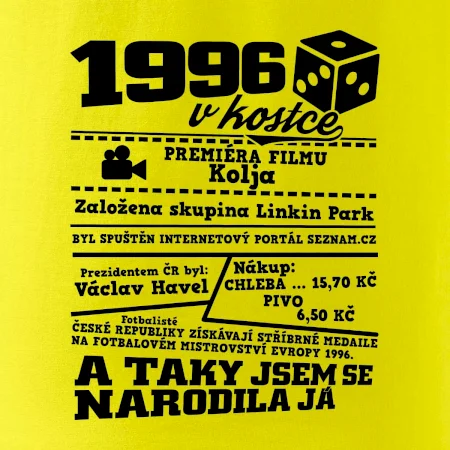 1996
v kostce
PREMIÉRA FILMU
Kolja
Založena skupina Linkin Park
BYL SPUŠTĚN INTERNETOVÝ PORTÁL SEZNAM.CZ
Prezidentem ČR byl:
Václav Havel
Nákup:
CHLEBA ... 15,70 KČ
PIVO
6,50 KČ
Fotbalisté
ČESKÉ REPUBLIKY ZÍSKÁVAJÍ STŘÍBRNÉ MEDAILE
NA FOTBALOVÉM MISTROVSTVÍ EVROPY 1996.
A TAKY JSEM SE
NARODILA JÁ